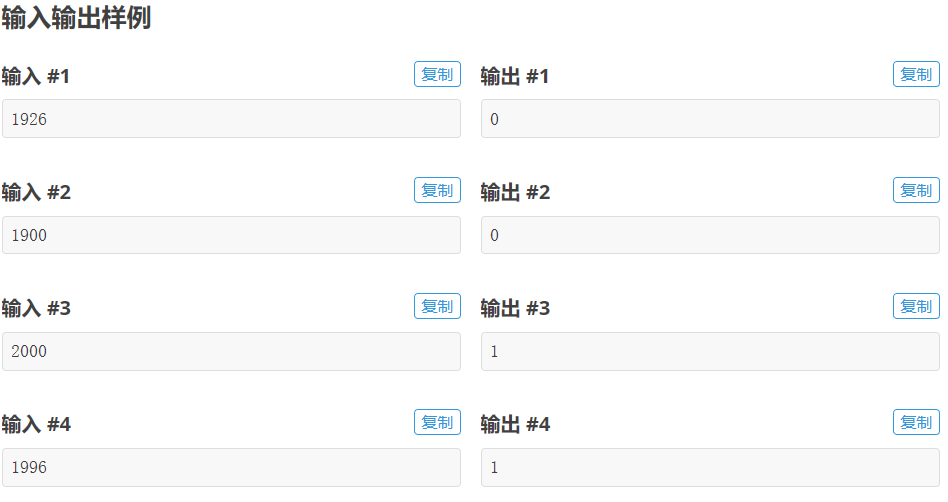 输入输出样例
输入 #1 复制 输出 #1 复制
1926 0
输入 #2 复制 输出 #2 复制
1900 0
输入 #3 复制 输出 #3 复制
2000 1
输入 #4 复制 输出 #4 复制
1996 1